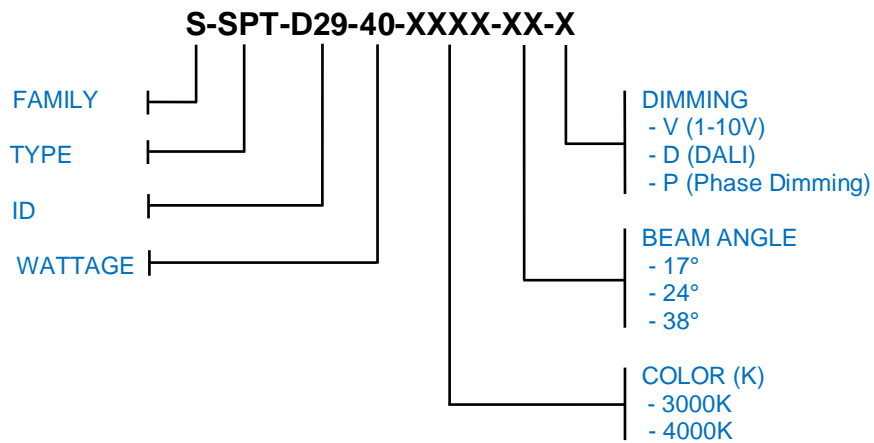 S-SPT-D29-40-XXXX-XX-X
FAMILY
TYPE
ID
WATTAGE
DIMMING
- V (1-10V)
- D (DALI)
- P (Phase Dimming)
BEAM ANGLE
- 17°
- 24°
- 38°
COLOR (K)
- 3000K
- 4000K